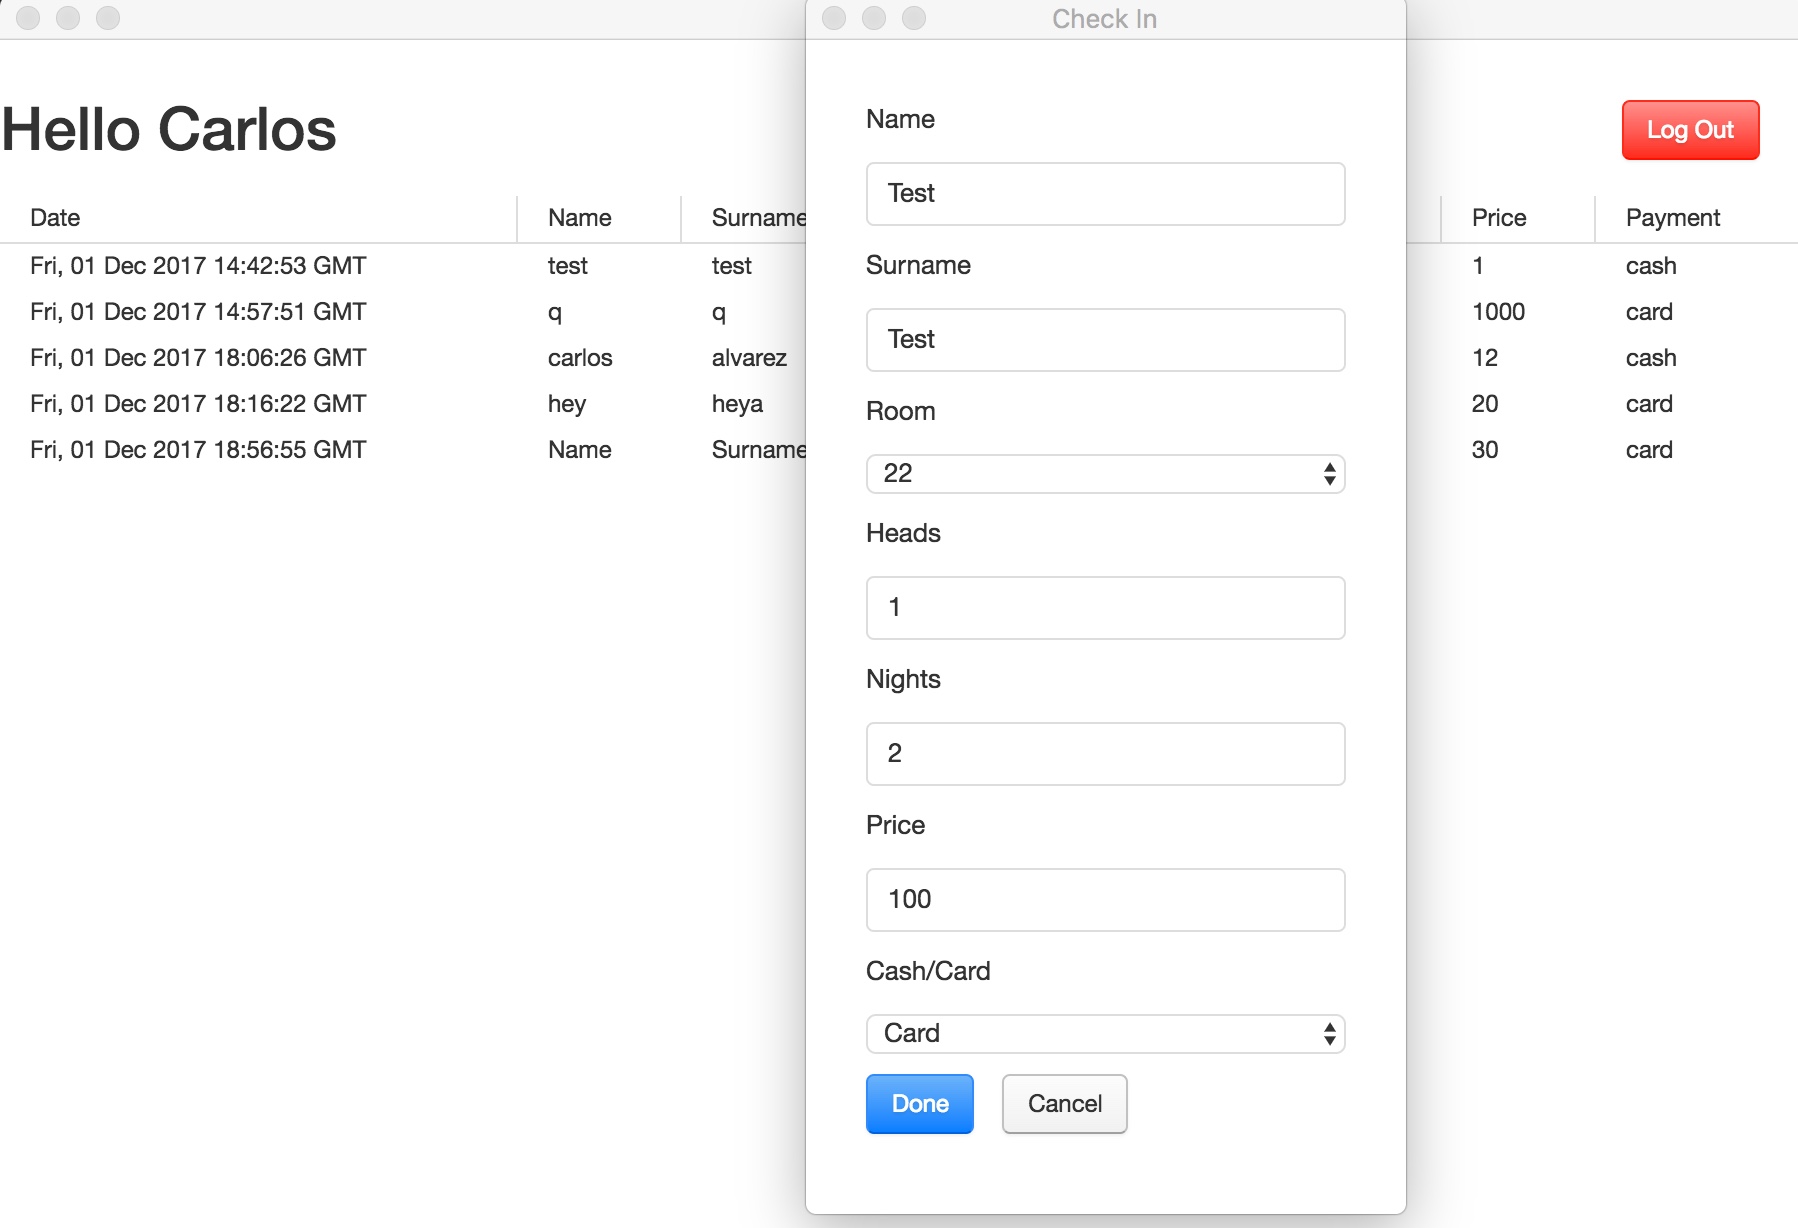 Check In
Hello Carlos
Log Out
Date Name Surname Price Payment
Fri, 01 Dec 2017 14:42:53 GMT test test 1 cash
Fri, 01 Dec 2017 14:57:51 GMT q q 1000 card
Fri, 01 Dec 2017 18:06:26 GMT carlos alvarez 12 cash
Fri, 01 Dec 2017 18:16:22 GMT hey heya 20 card
Fri, 01 Dec 2017 18:56:55 GMT Name Surname 30 card
Name
Test
Surname
Test
Room
22
Heads
1
Nights
2
Price
100
Cash/Card
Card
Done Cancel